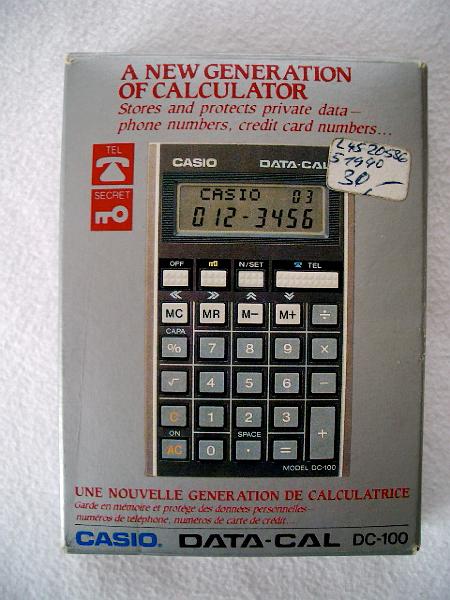 A NEW GENERATION
OF CALCULATOR
Stores and protects private data—
phone numbers, credit card numbers...
TEL
SECRET
CASIO DATA-CAL
51990
30,-
CASIO 03
012-3456
OFF N/SET TEL
MC MR M− M+ ÷
CAPA
% 7 8 9 ×
√ 4 5 6 −
C 1 2 3 +
ON SPACE
AC 0 · =
MODEL DC-100
UNE NOUVELLE GENERATION DE CALCULATRICE
Garde en mémoire et protège des données personnelles—
numéros de téléphone, numéros de carte de crédit...
CASIO. DATA-CAL DC-100